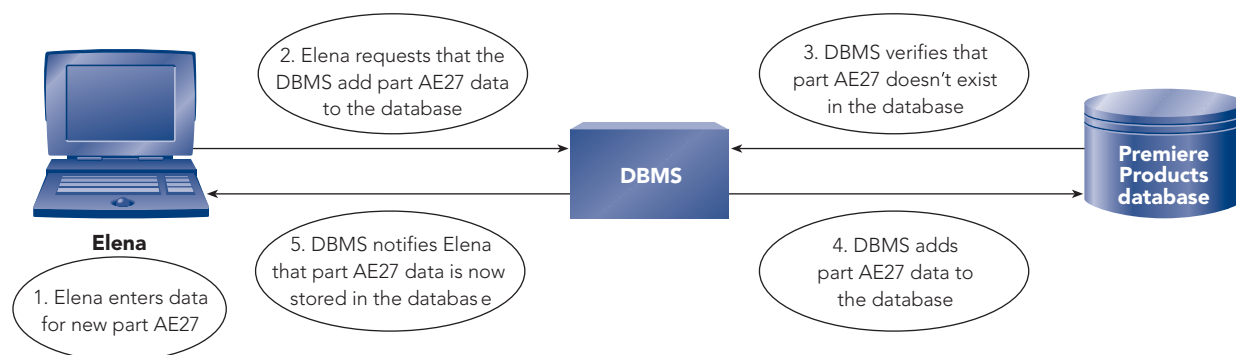 2. Elena requests that the
DBMS add part AE27 data
to the database
3. DBMS verifies that
part AE27 doesn’t exist
in the database
DBMS
Premiere
Products
database
Elena
1. Elena enters data
for new part AE27
5. DBMS notifies Elena
that part AE27 data is now
stored in the database
4. DBMS adds
part AE27 data to
the database